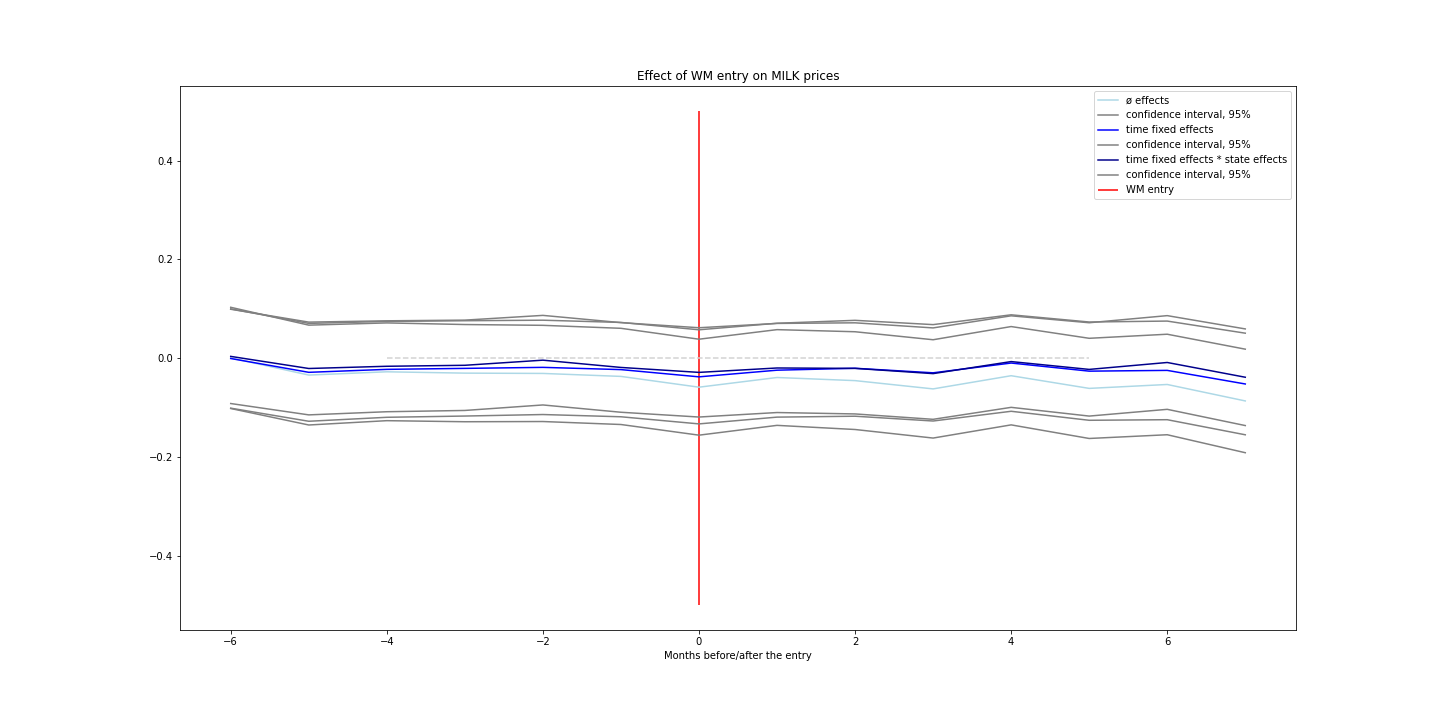 Effect of WM entry on MILK prices
ø effects
confidence interval, 95%
time fixed effects
confidence interval, 95%
time fixed effects * state effects
confidence interval, 95%
WM entry
0.4
0.2
0.0
−0.2
−0.4
−6 −4 −2 0 2 4 6
Months before/after the entry